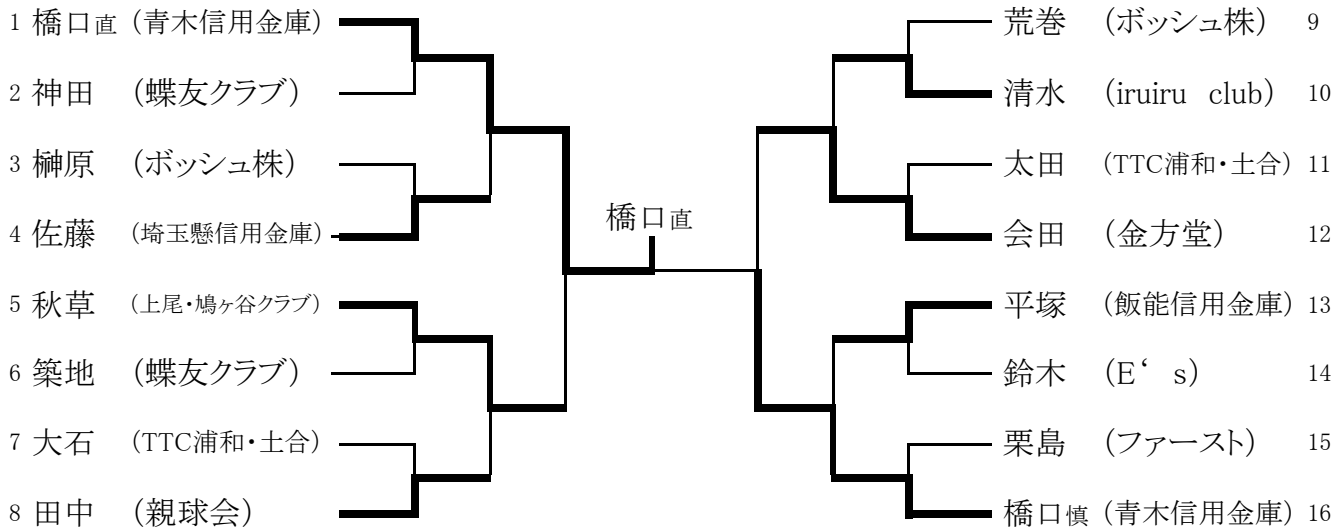 1 橋口直 (青木信用金庫)
2 神田 (蝶友クラブ)
3 榊原 (ボッシュ株)
4 佐藤 (埼玉懸信用金庫)
5 秋草 (上尾・鳩ヶ谷クラブ)
6 築地 (蝶友クラブ)
7 大石 (TTC浦和・土合)
8 田中 (親球会)
橋口直
荒巻 (ボッシュ株) 9
清水 (iruiru club) 10
太田 (TTC浦和・土合) 11
会田 (金方堂) 12
平塚 (飯能信用金庫) 13
鈴木 (E‘s) 14
栗島 (ファースト) 15
橋口慎 (青木信用金庫) 16